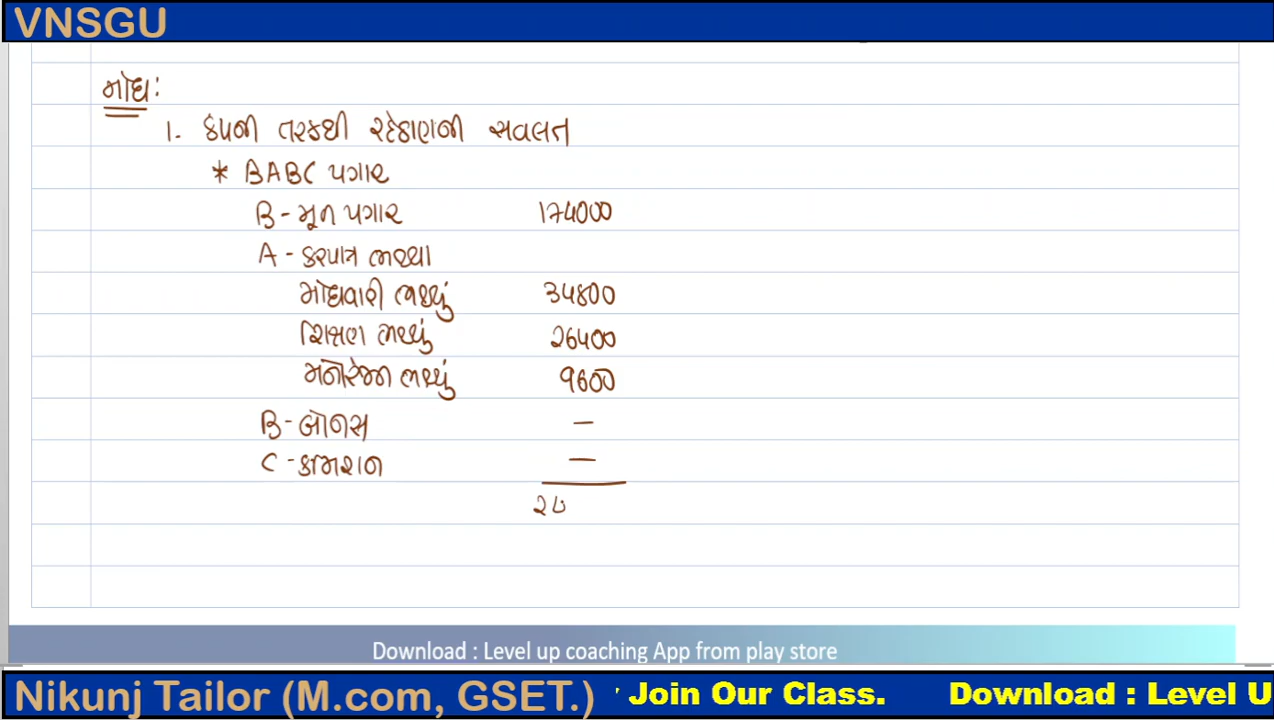 VNSGU
નોંધ:
1. કંપની તરફથી રહેઠાણની સવલત
* BABC પગાર
B - મૂળ પગાર 174000
A - કરપાત્ર ભથ્થા
મોંઘવારી ભથ્થું 34800
શિક્ષણ ભથ્થું 26400
મનોરંજન ભથ્થું 9600
B - બોનસ —
C - કમિશન —
Download : Level up coaching App from play store
Nikunj Tailor (M.com, GSET.) Join Our Class. Download : Level U